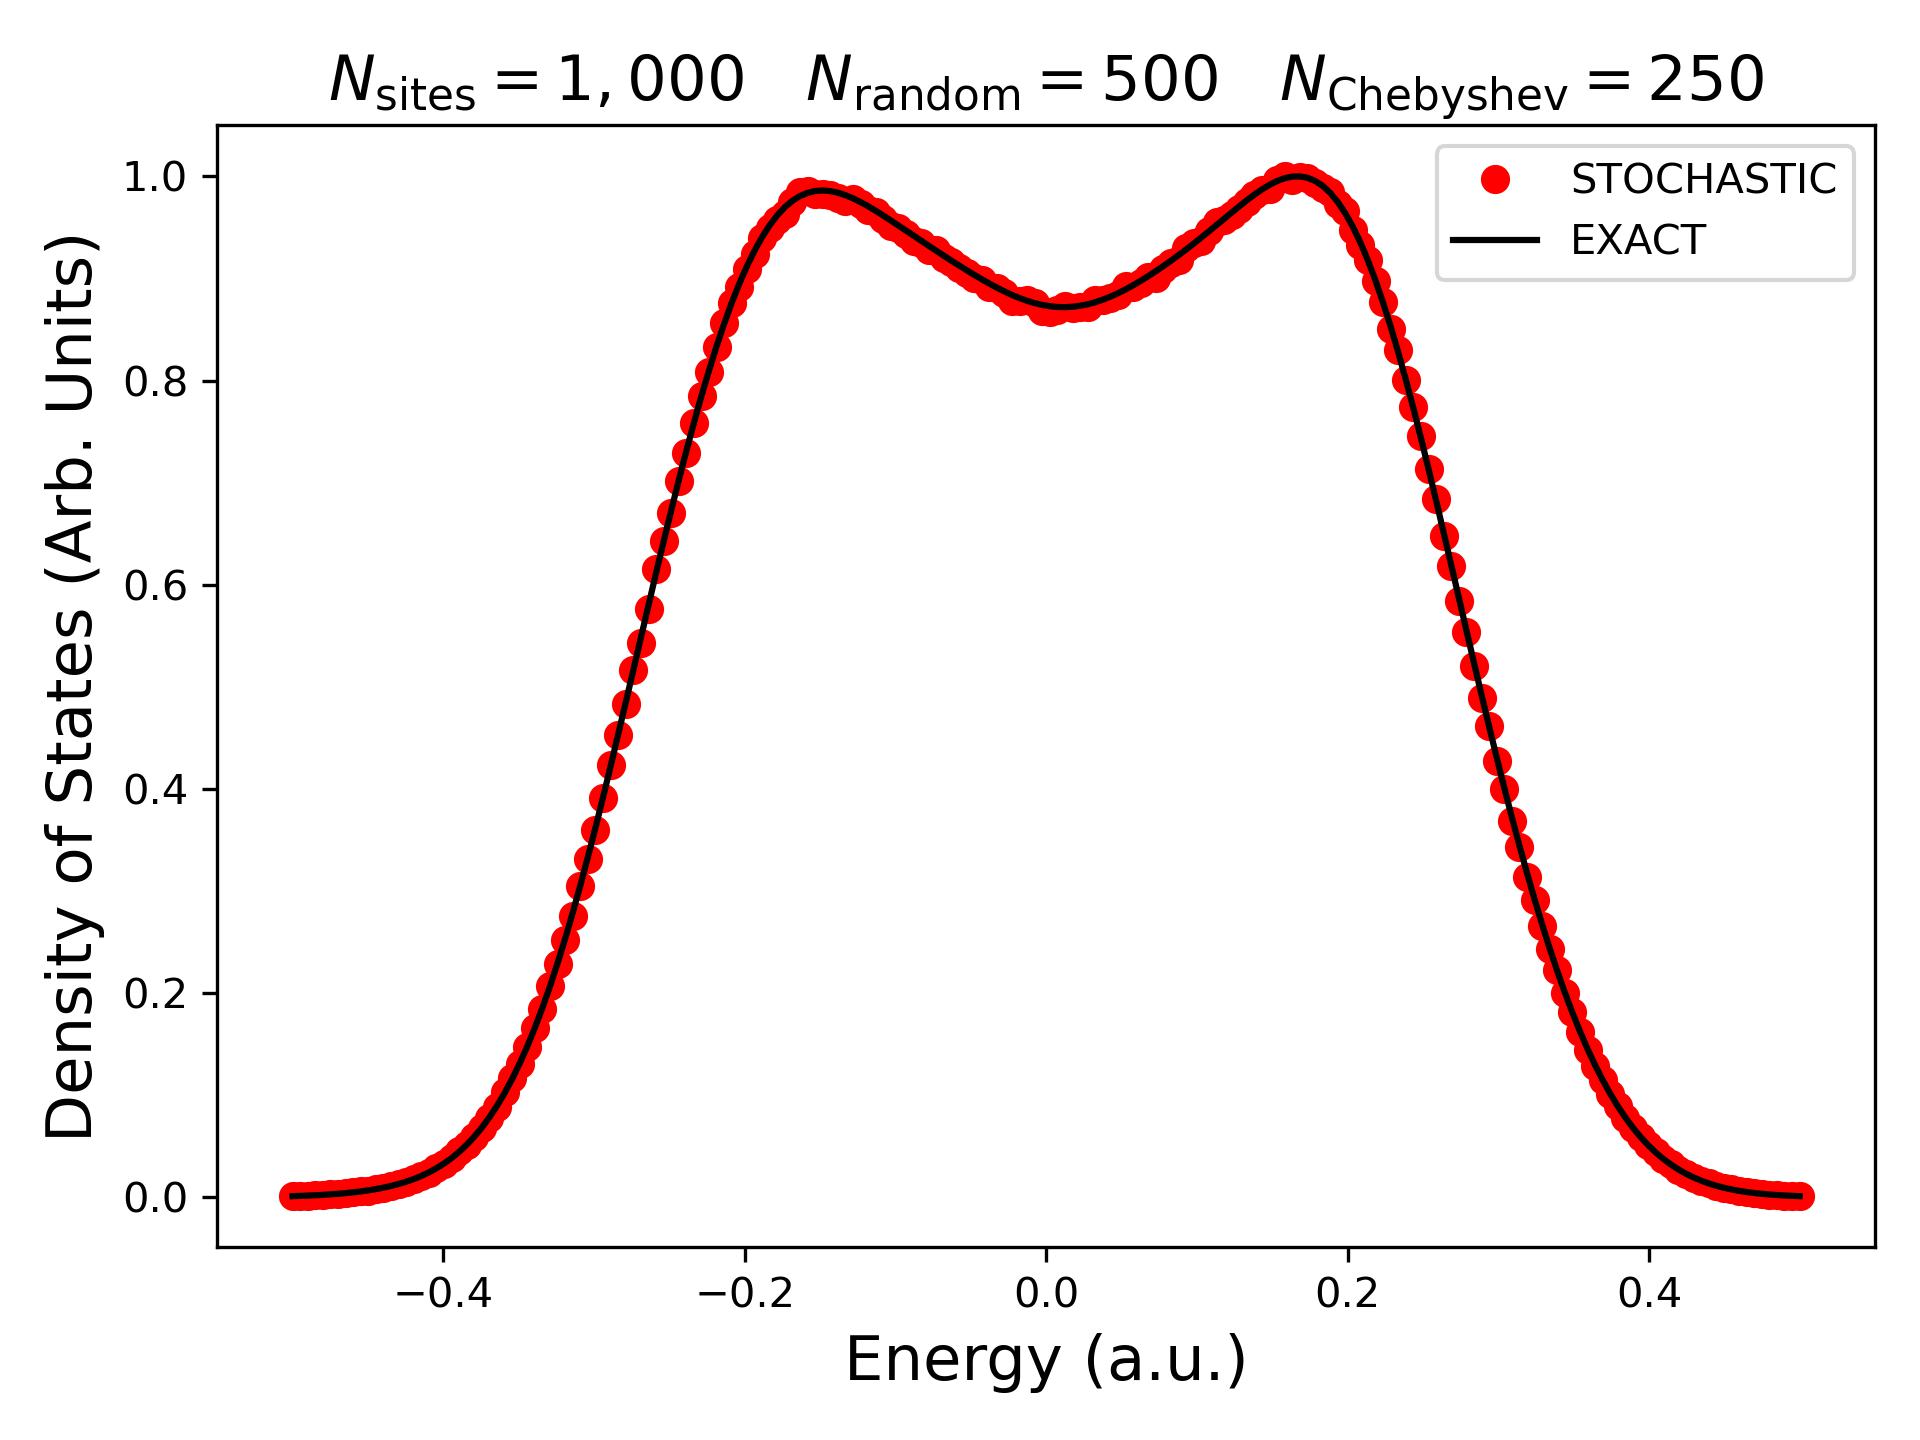 N_sites = 1,000 N_random = 500 N_Chebyshev = 250
STOCHASTIC
EXACT
Density of States (Arb. Units)
1.0
0.8
0.6
0.4
0.2
0.0
−0.4 −0.2 0.0 0.2 0.4
Energy (a.u.)